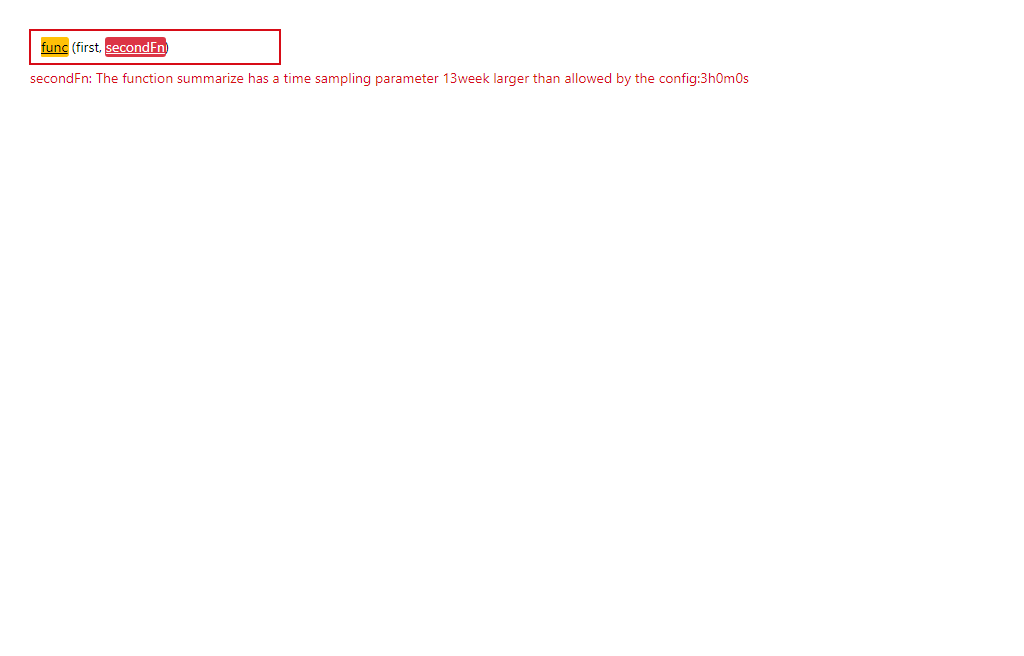 func (first, secondFn)
secondFn: The function summarize has a time sampling parameter 13week larger than allowed by the config:3h0m0s